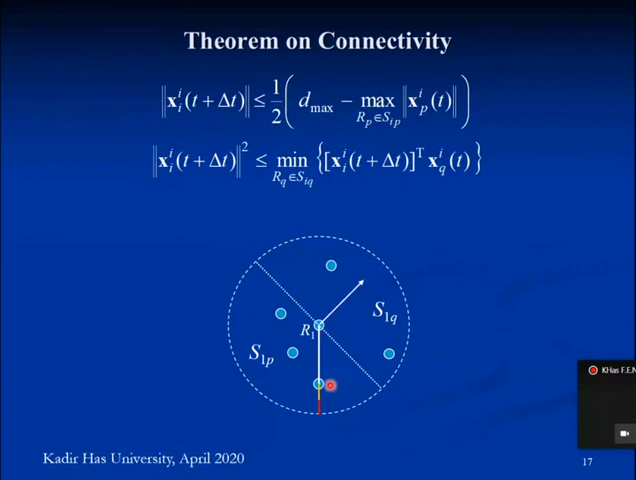 Theorem on Connectivity
‖x_i^i(t + Δt)‖ ≤ 1/2 ( d_max − max_{R_p∈S_ip} ‖x_p^i(t)‖ )
‖x_i^i(t + Δt)‖² ≤ min_{R_q∈S_iq} {[x_i^i(t + Δt)]^T x_q^i(t)}
S_1q
R_1
S_1p
KHas F.E.N
Kadir Has University, April 2020
17